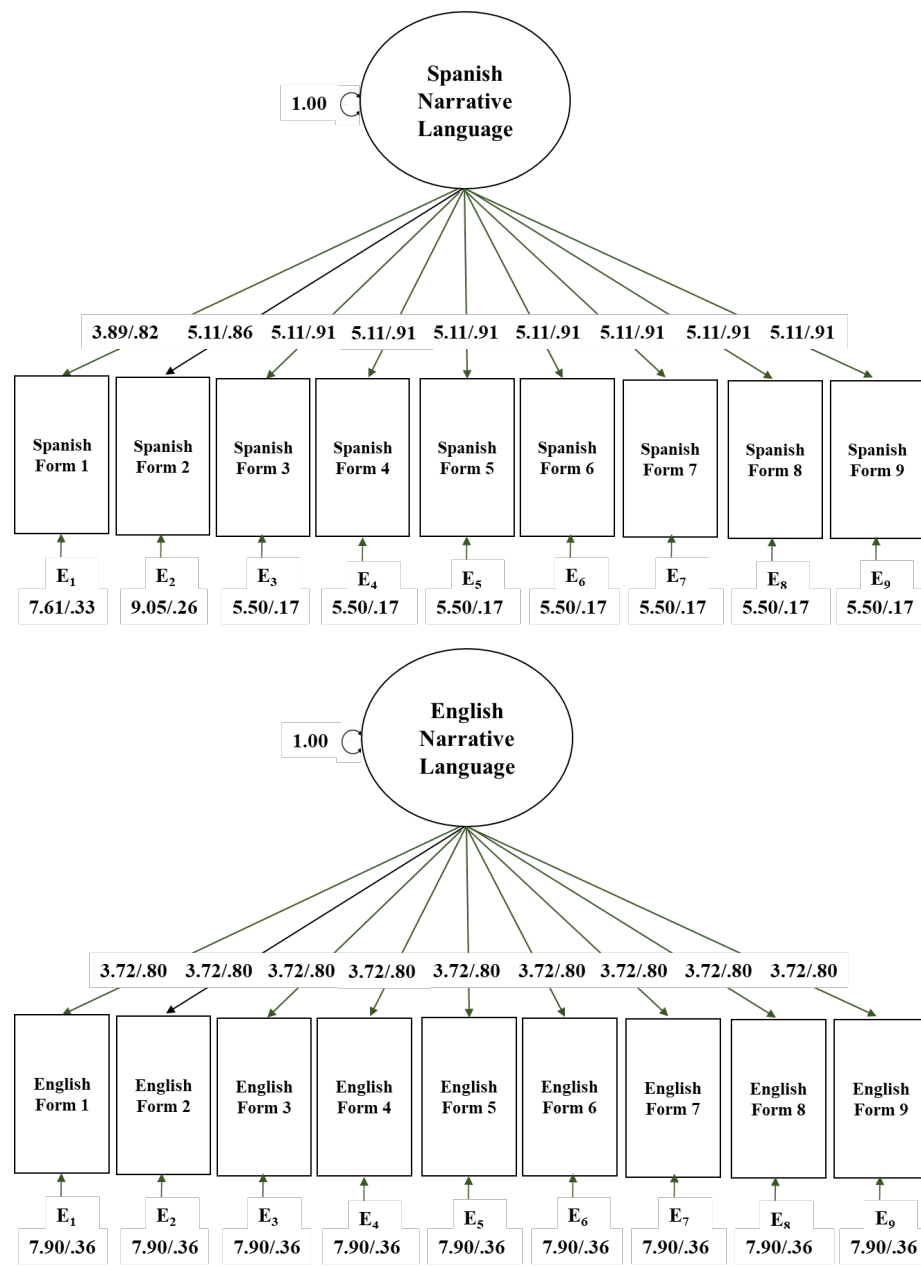 Spanish
Narrative
Language
1.00
3.89/.82 5.11/.86 5.11/.91 5.11/.91 5.11/.91 5.11/.91 5.11/.91 5.11/.91 5.11/.91
Spanish Form 1
Spanish Form 2
Spanish Form 3
Spanish Form 4
Spanish Form 5
Spanish Form 6
Spanish Form 7
Spanish Form 8
Spanish Form 9
E1 E2 E3 E4 E5 E6 E7 E8 E9
7.61/.33 9.05/.26 5.50/.17 5.50/.17 5.50/.17 5.50/.17 5.50/.17 5.50/.17 5.50/.17
English
Narrative
Language
1.00
3.72/.80 3.72/.80 3.72/.80 3.72/.80 3.72/.80 3.72/.80 3.72/.80 3.72/.80 3.72/.80
English Form 1
English Form 2
English Form 3
English Form 4
English Form 5
English Form 6
English Form 7
English Form 8
English Form 9
E1 E2 E3 E4 E5 E6 E7 E8 E9
7.90/.36 7.90/.36 7.90/.36 7.90/.36 7.90/.36 7.90/.36 7.90/.36 7.90/.36 7.90/.36